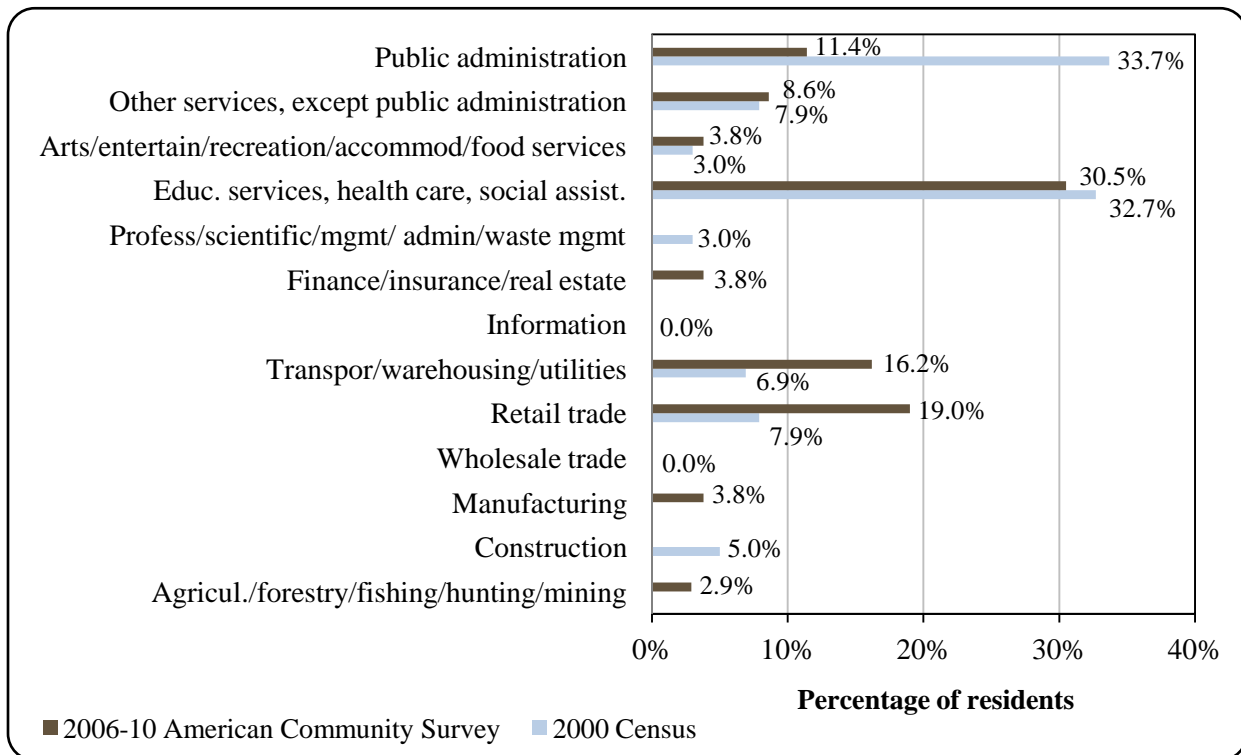 Public administration
11.4%
33.7%
Other services, except public administration
8.6%
7.9%
Arts/entertain/recreation/accommod/food services
3.8%
3.0%
Educ. services, health care, social assist.
30.5%
32.7%
Profess/scientific/mgmt/ admin/waste mgmt
3.0%
Finance/insurance/real estate
3.8%
Information
0.0%
Transpor/warehousing/utilities
16.2%
6.9%
Retail trade
19.0%
7.9%
Wholesale trade
0.0%
Manufacturing
3.8%
Construction
5.0%
Agricul./forestry/fishing/hunting/mining
2.9%
0% 10% 20% 30% 40%
Percentage of residents
2006-10 American Community Survey 2000 Census